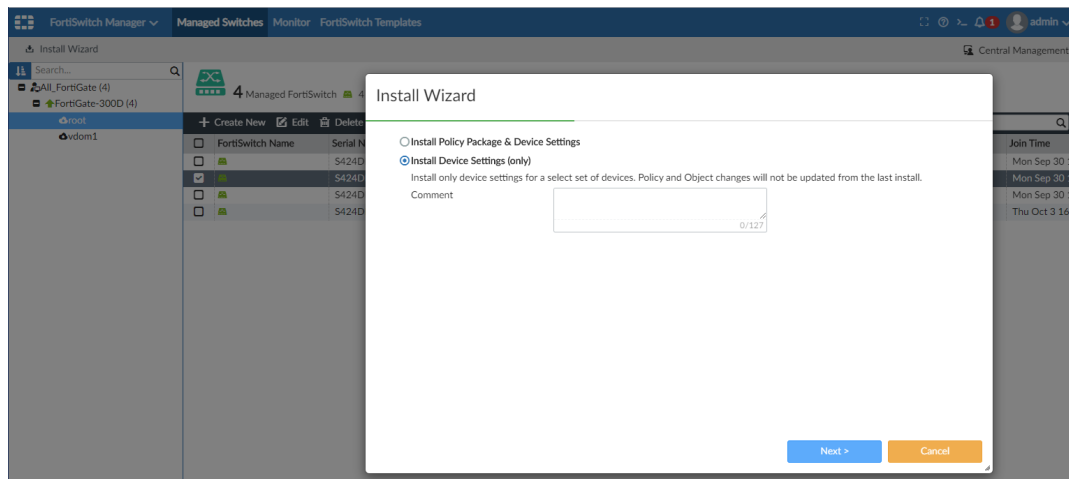 FortiSwitch Manager Managed Switches Monitor FortiSwitch Templates 1 admin
Install Wizard Central Management
Search...
All_FortiGate (4)
FortiGate-300D (4)
root
vdom1
4 Managed FortiSwitch 4
Create New Edit Delete
FortiSwitch Name Serial N Join Time
S424D Mon Sep 30 1
S424D Mon Sep 30
S424D Mon Sep 30
S424D Thu Oct 3 16
Install Wizard
Install Policy Package & Device Settings
Install Device Settings (only)
Install only device settings for a select set of devices. Policy and Object changes will not be updated from the last install.
Comment
0/127
Next > Cancel